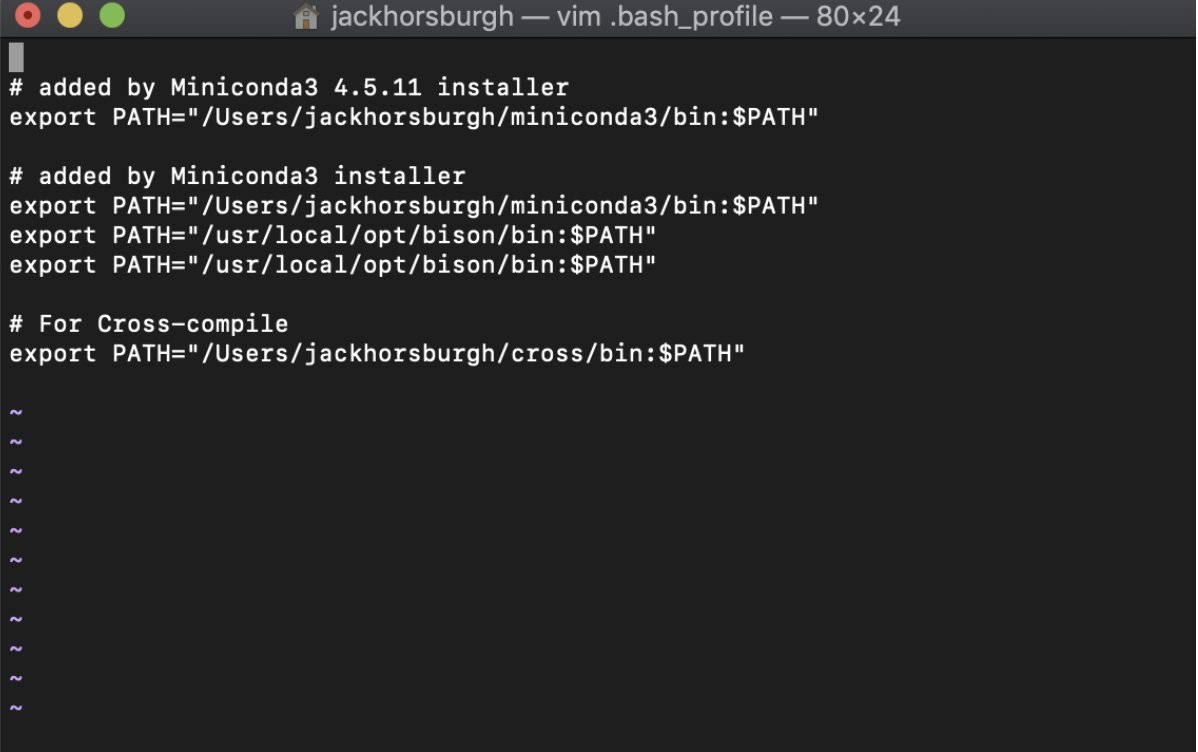 jackhorsburgh — vim .bash_profile — 80×24
# added by Miniconda3 4.5.11 installer
export PATH="/Users/jackhorsburgh/miniconda3/bin:$PATH"
# added by Miniconda3 installer
export PATH="/Users/jackhorsburgh/miniconda3/bin:$PATH"
export PATH="/usr/local/opt/bison/bin:$PATH"
export PATH="/usr/local/opt/bison/bin:$PATH"
# For Cross-compile
export PATH="/Users/jackhorsburgh/cross/bin:$PATH"
~
~
~
~
~
~
~
~
~
~
~